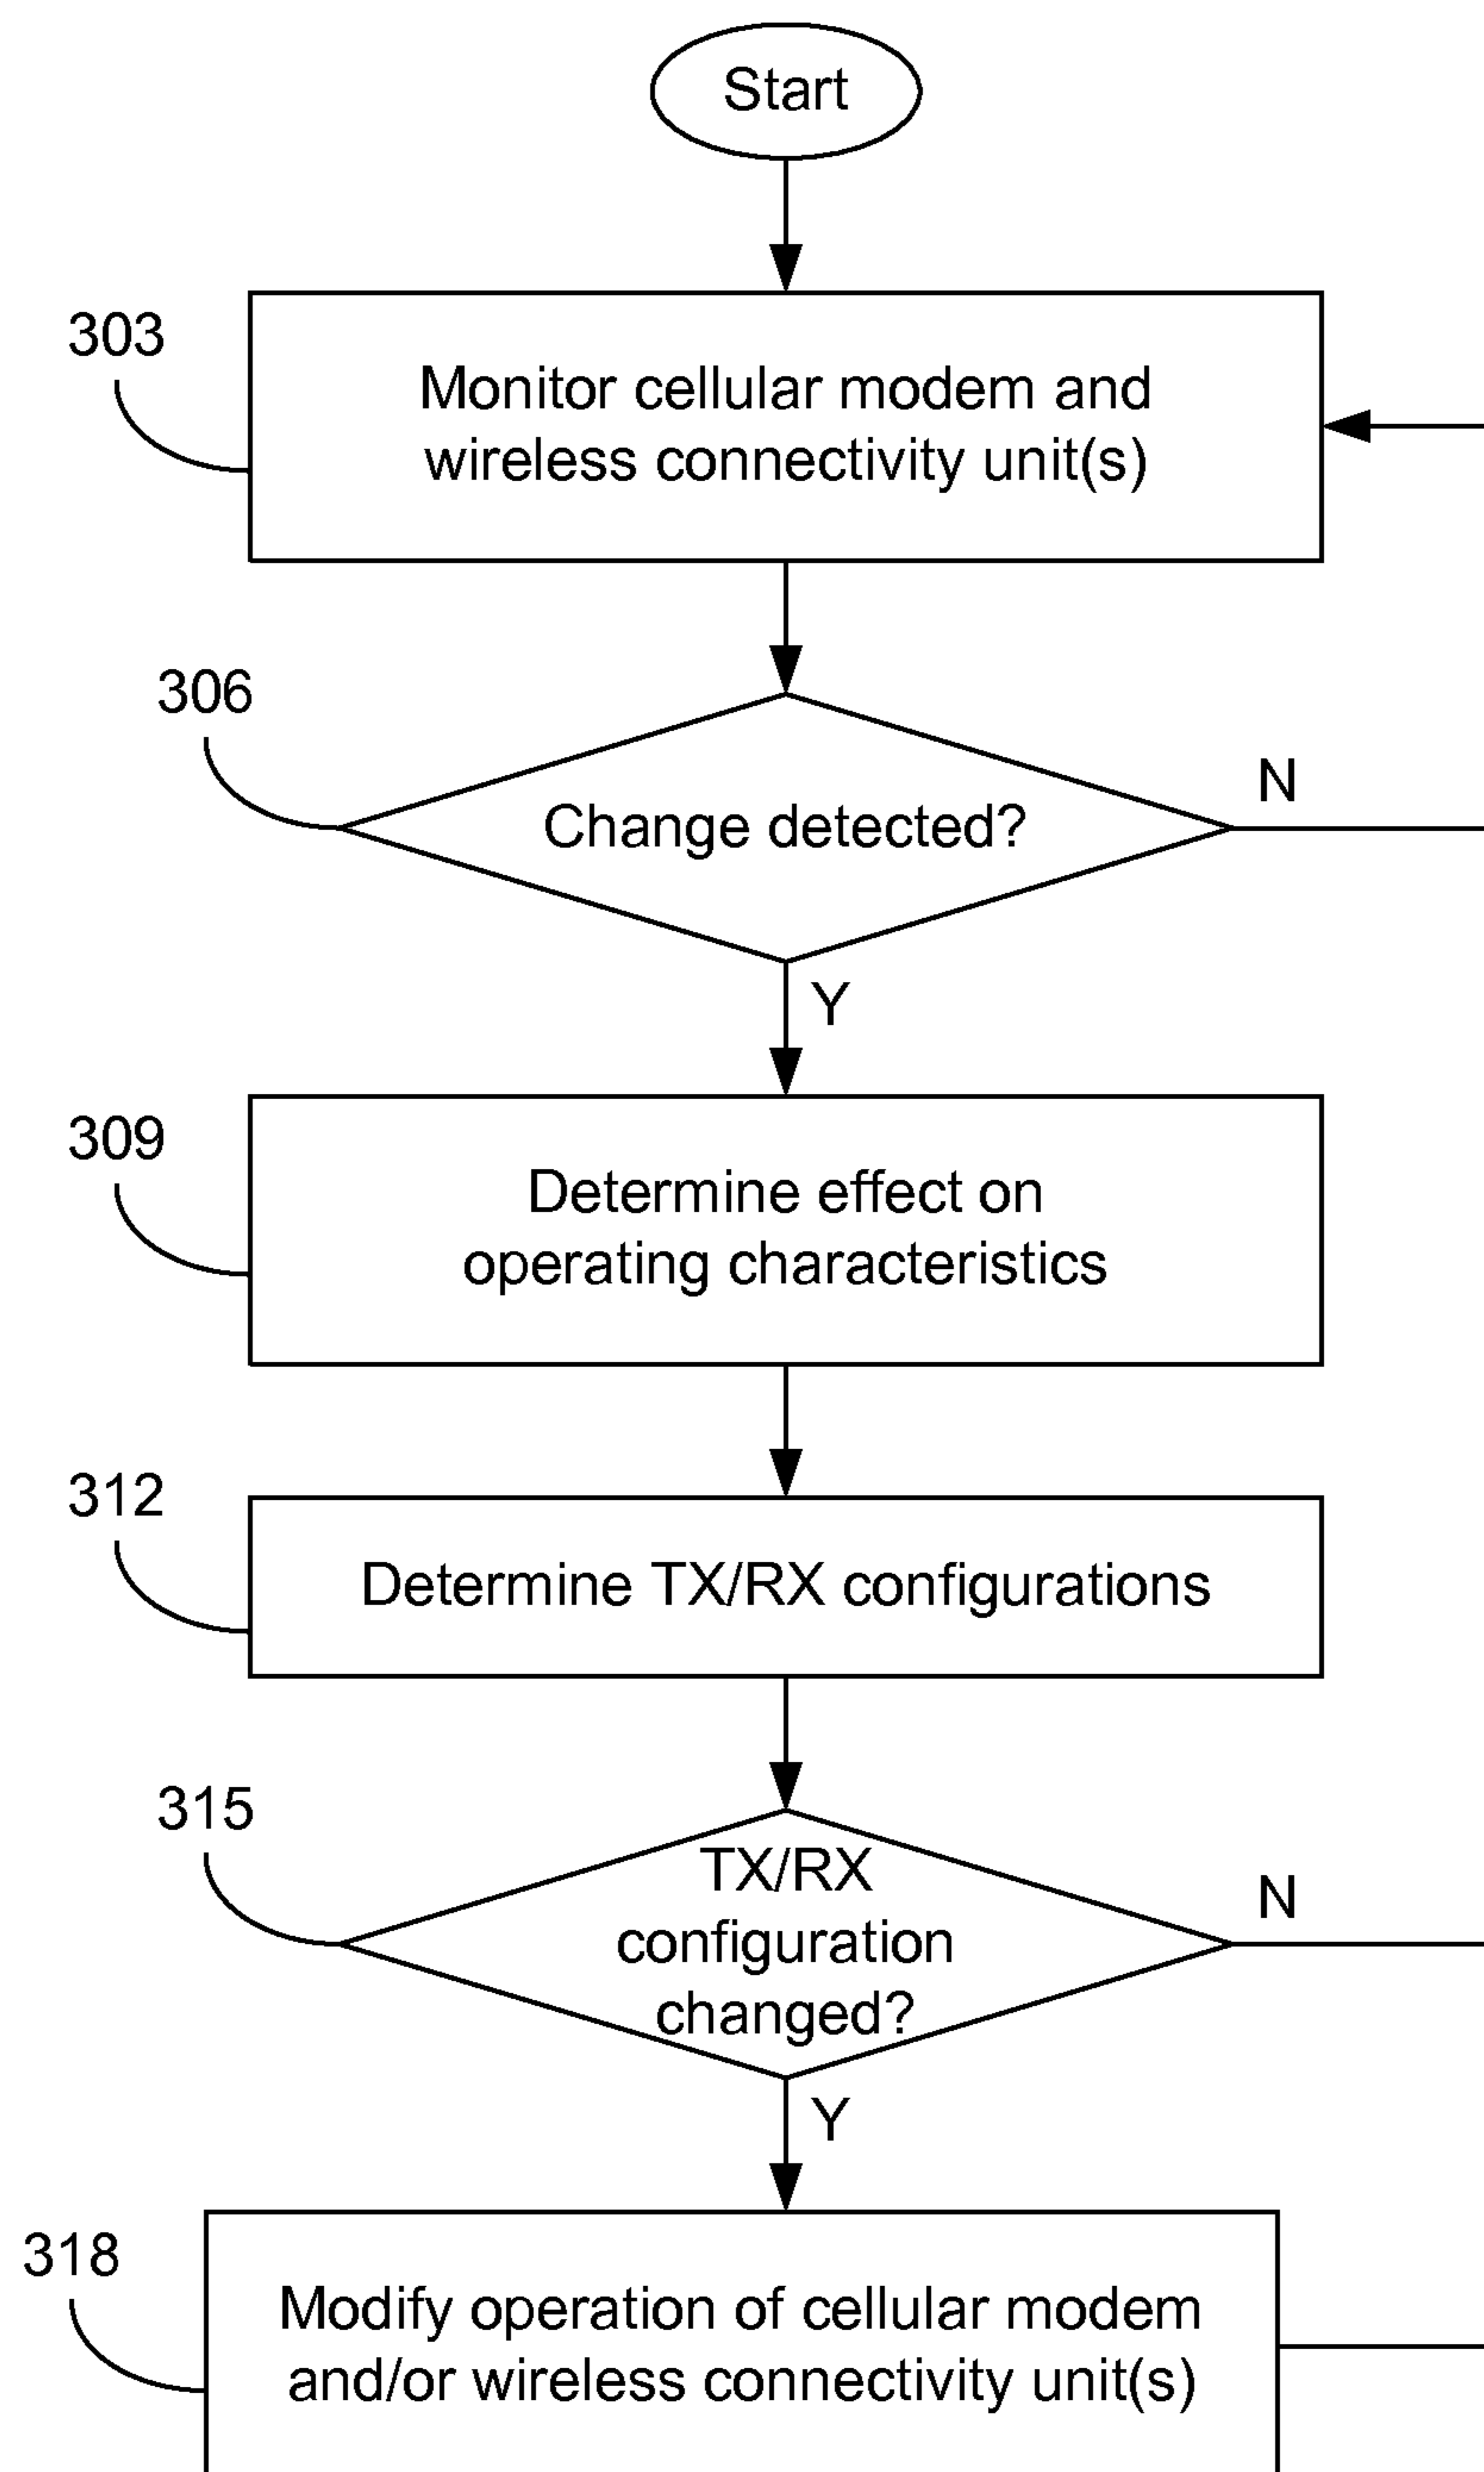 Start
303
Monitor cellular modem and
wireless connectivity unit(s)
306
Change detected?
N
Y
309
Determine effect on
operating characteristics
312
Determine TX/RX configurations
315
TX/RX
configuration
changed?
N
Y
318
Modify operation of cellular modem
and/or wireless connectivity unit(s)